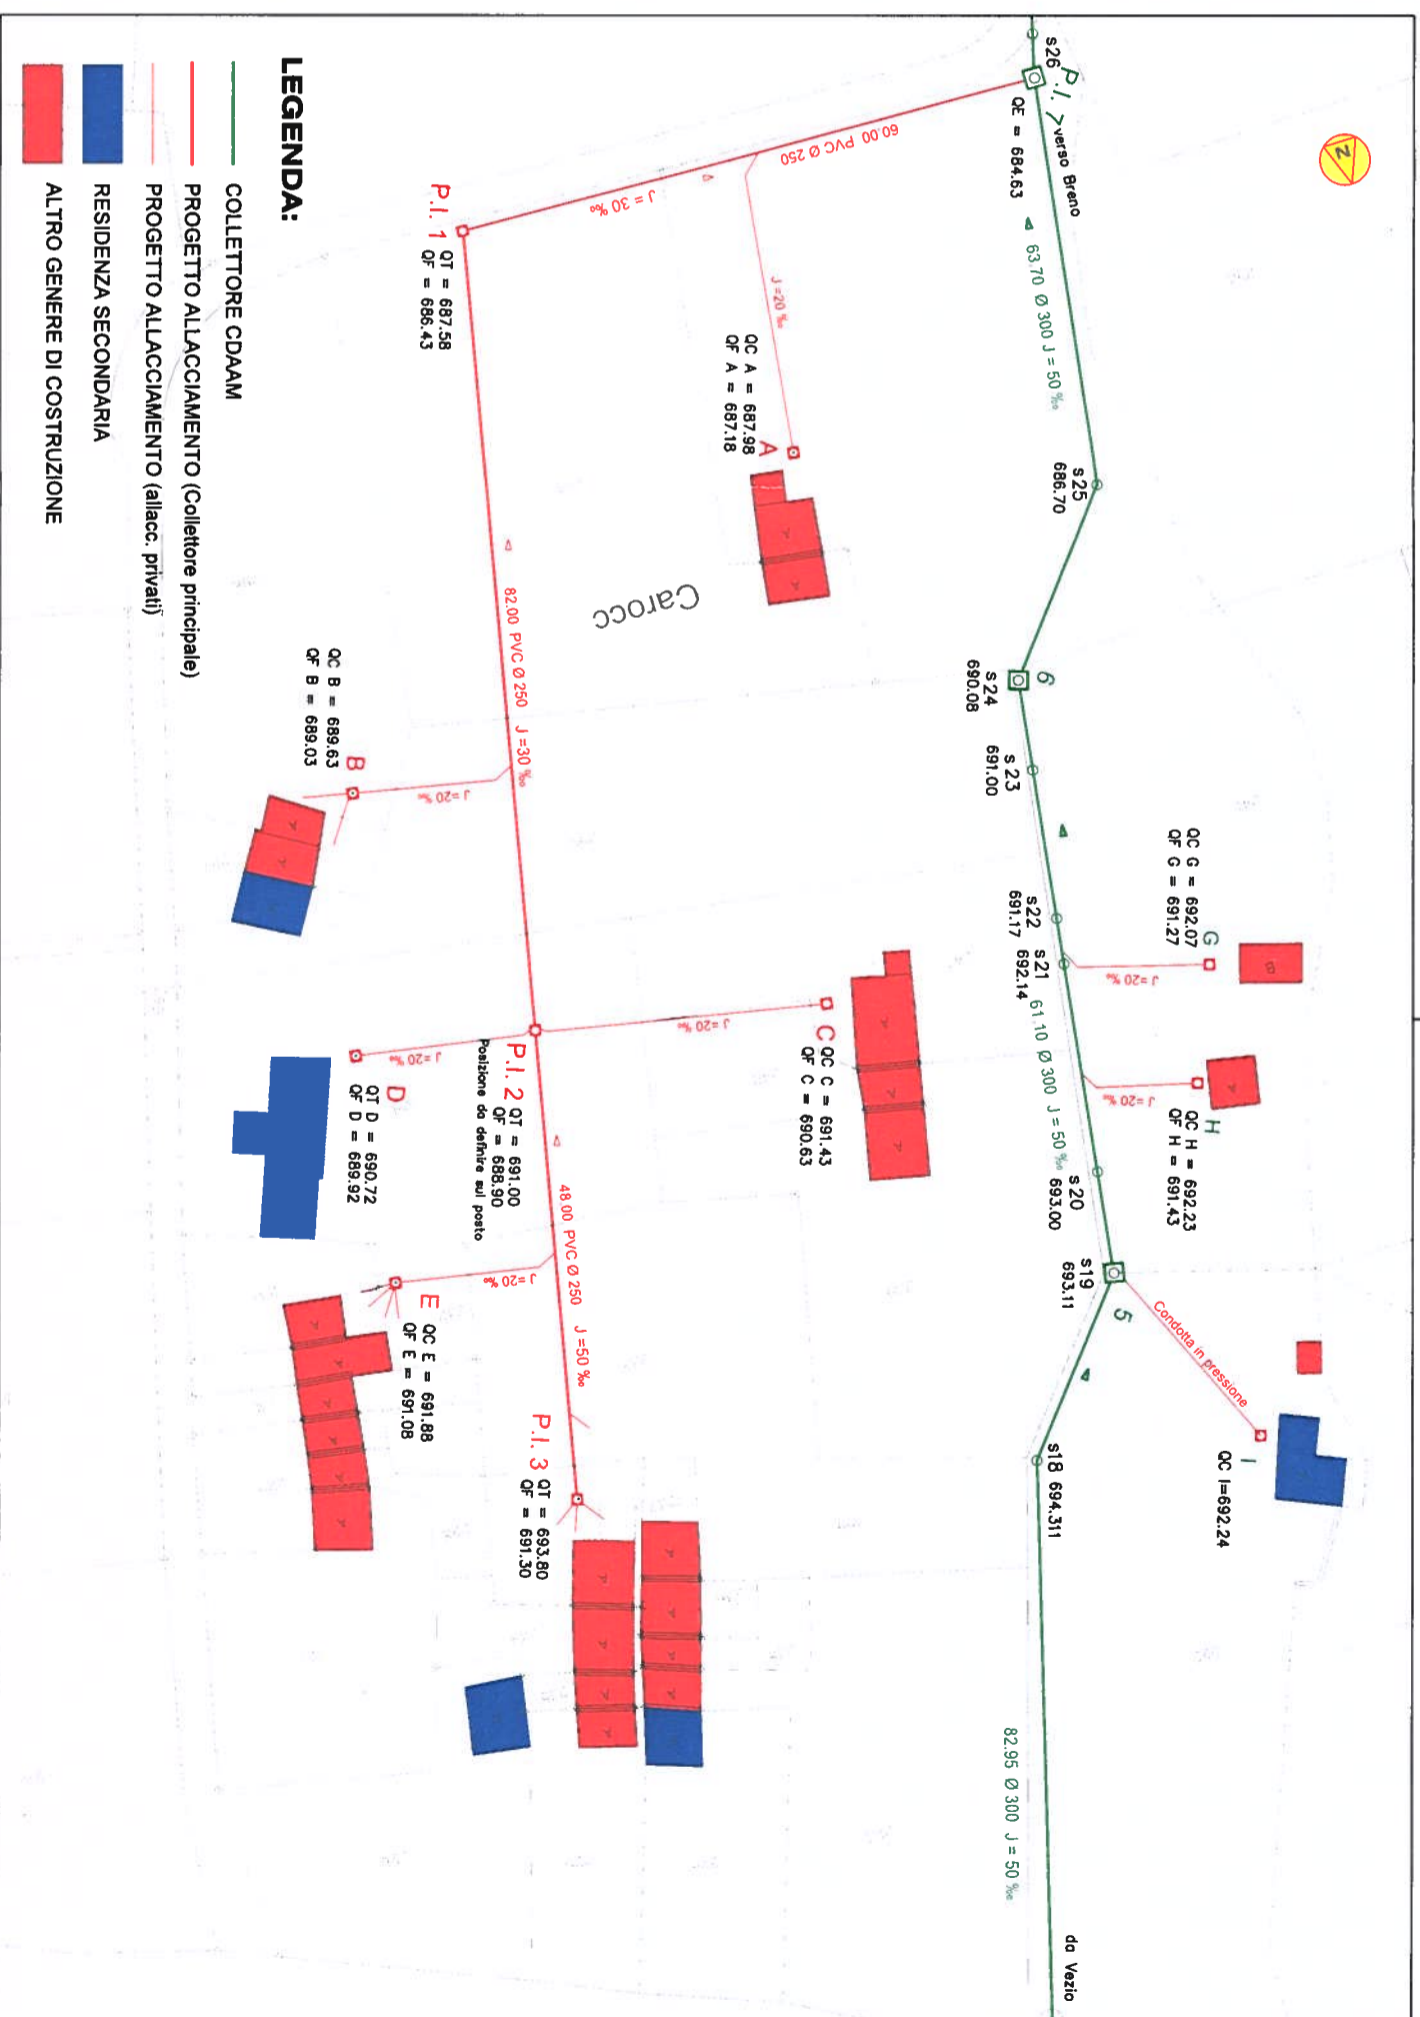 LEGENDA:
COLLETTORE CDAAM
PROGETTO ALLACCIAMENTO (Collettore principale)
PROGETTO ALLACCIAMENTO (allacc. privati)
RESIDENZA SECONDARIA
ALTRO GENERE DI COSTRUZIONE
N
s26
P.I.
> verso Breno
QE = 684.63
63.70 Ø 300 J = 50 ‰
s25
686.70
6
s24
690.08
s 23
691.00
s22
691.17
s21
692.14
61.10 Ø 300 J = 50 ‰
s 20
693.00
s19
693.11
5
s18 694.311
82.95 Ø 300 J = 50 ‰
da Vezio
G
QC G = 692.07
QF G = 691.27
J=20 ‰
H
QC H = 692.23
QF H = 691.43
J=20 ‰
Condotta in pressione
I
QC I=692.24
60.00 PVC Ø 250
J = 30 ‰
J=20 ‰
A
QC A = 687.98
QF A = 687.18
Carocc
P.I. 1
QT = 687.58
QF = 686.43
82.00 PVC Ø 250 J=30 ‰
B
QC B = 689.63
QF B = 689.03
J=20 ‰
C
QC C = 691.43
QF C = 690.63
J=20 ‰
P.I. 2
QT = 691.00
QF = 688.90
Posizione da definire sul posto
D
QT D = 690.72
QF D = 689.92
J=20 ‰
48.00 PVC Ø 250 J=50 ‰
E
QC E = 691.88
QF E = 691.08
J=20 ‰
P.I. 3
QT = 693.80
QF = 691.30